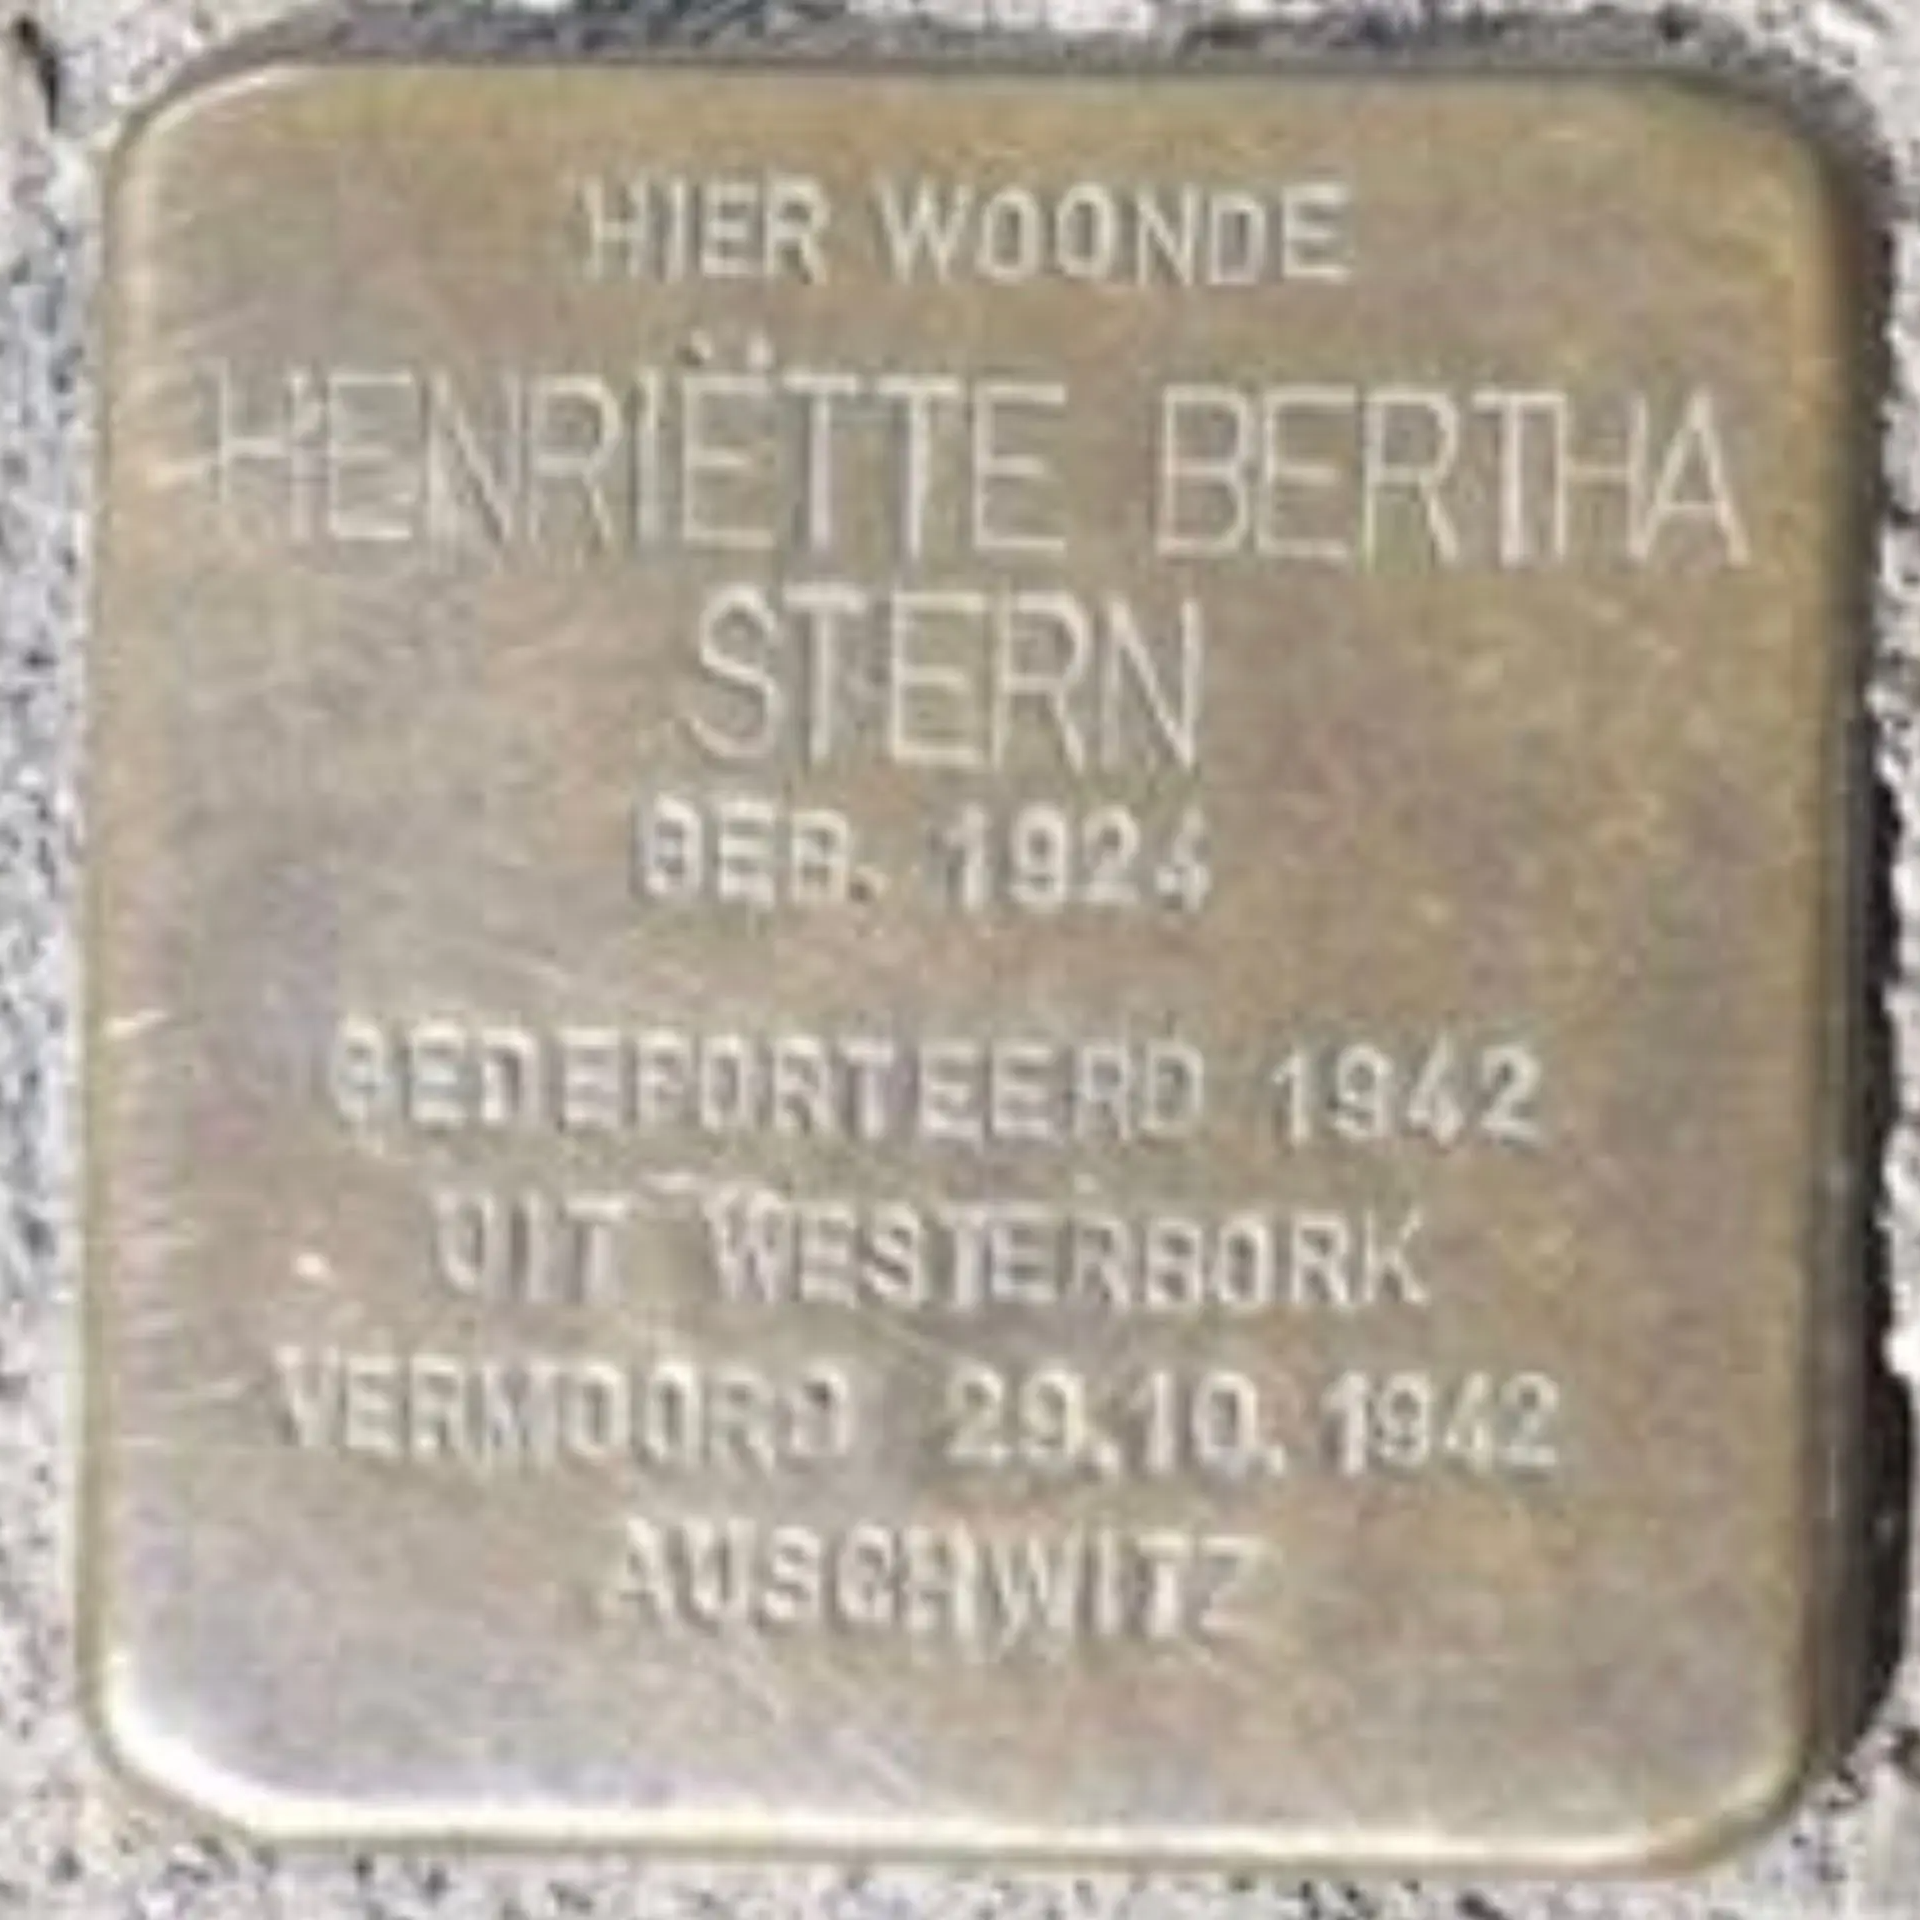 HIER WOONDE
HENRIËTTE BERTHA
STERN
GEB. 1924
GEDEPORTEERD 1942
UIT WESTERBORK
VERMOORD 29.10.1942
AUSCHWITZ